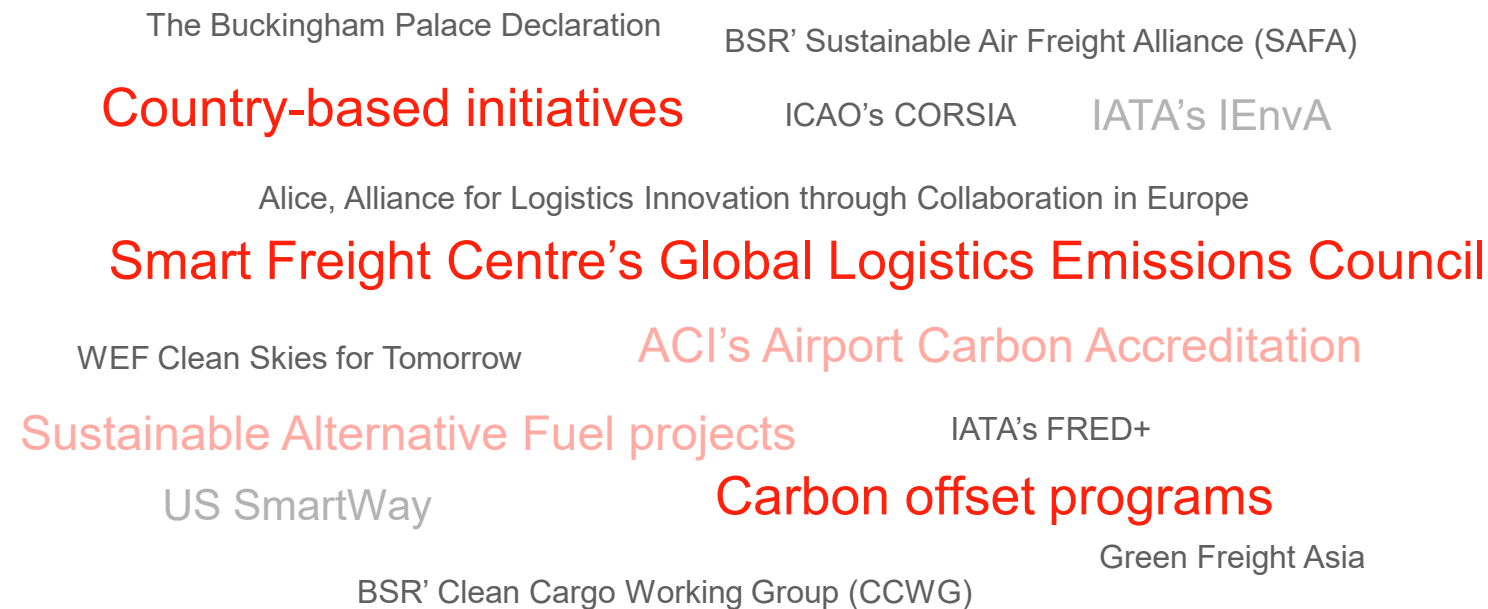 The Buckingham Palace Declaration
BSR’ Sustainable Air Freight Alliance (SAFA)
Country-based initiatives
ICAO’s CORSIA
IATA’s IEnvA
Alice, Alliance for Logistics Innovation through Collaboration in Europe
Smart Freight Centre’s Global Logistics Emissions Council
WEF Clean Skies for Tomorrow
ACI’s Airport Carbon Accreditation
Sustainable Alternative Fuel projects
IATA’s FRED+
US SmartWay
Carbon offset programs
Green Freight Asia
BSR’ Clean Cargo Working Group (CCWG)